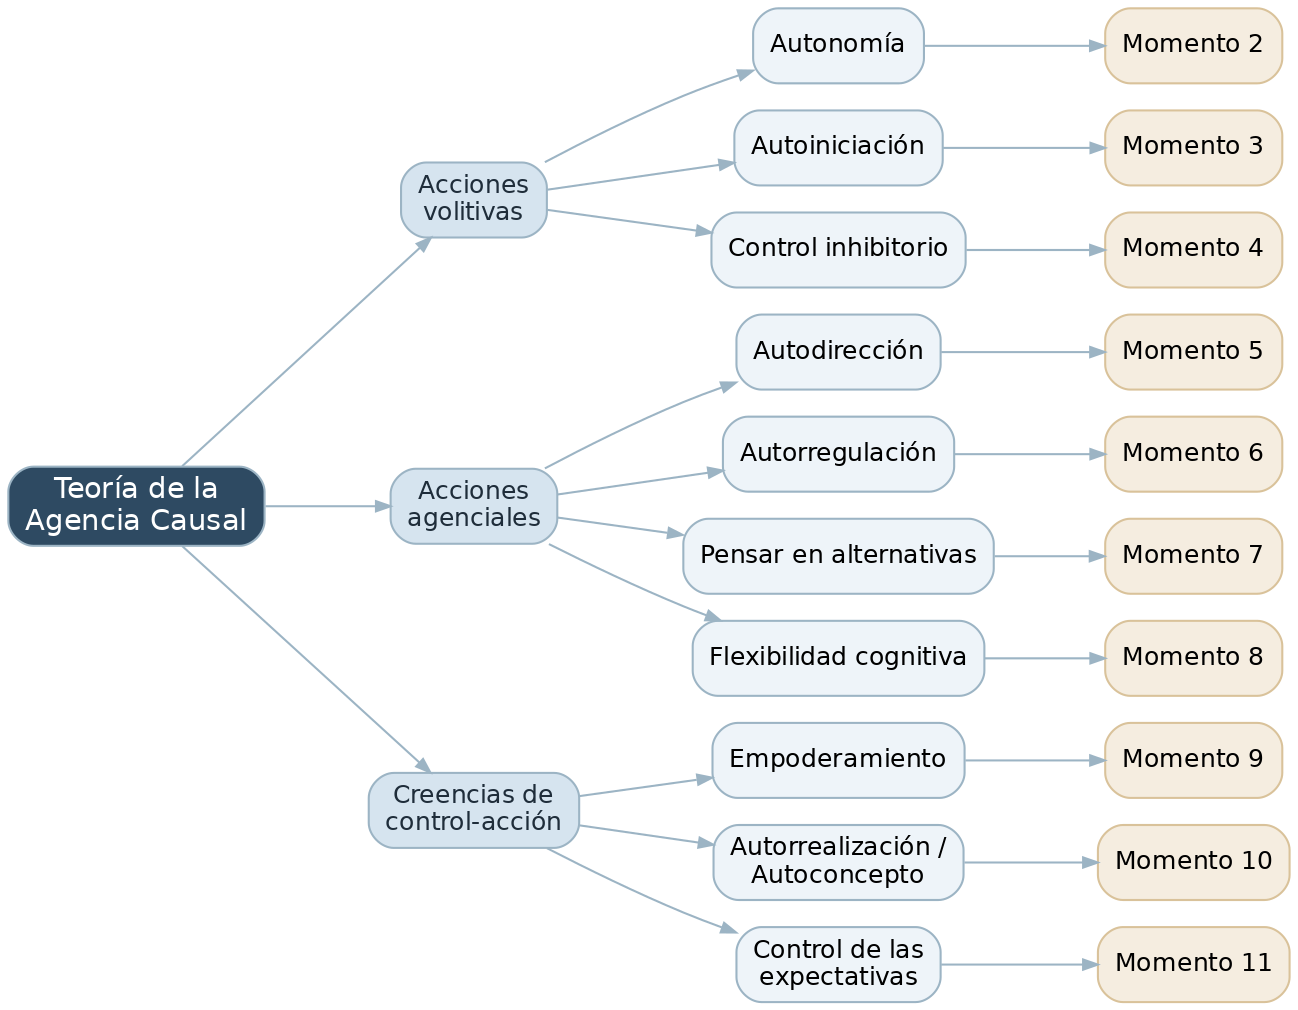 Autonomía
Momento 2
Autoiniciación
Momento 3
Acciones
volitivas
Control inhibitorio
Momento 4
Autodirección
Momento 5
Autorregulación
Momento 6
Teoría de la
Agencia Causal
Acciones
agenciales
Pensar en alternativas
Momento 7
Flexibilidad cognitiva
Momento 8
Empoderamiento
Momento 9
Creencias de
control-acción
Autorrealización /
Autoconcepto
Momento 10
Control de las
expectativas
Momento 11